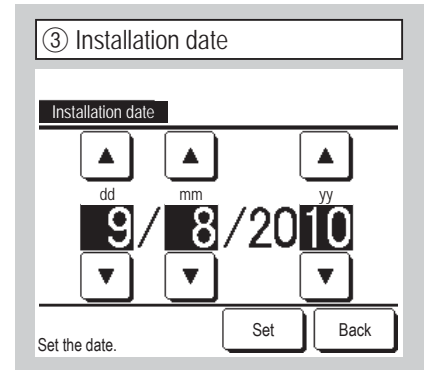 ③ Installation date
Installation date
▲ ▲ ▲
dd mm yy
9/ 8/2010
▼ ▼ ▼
Set Back
Set the date.